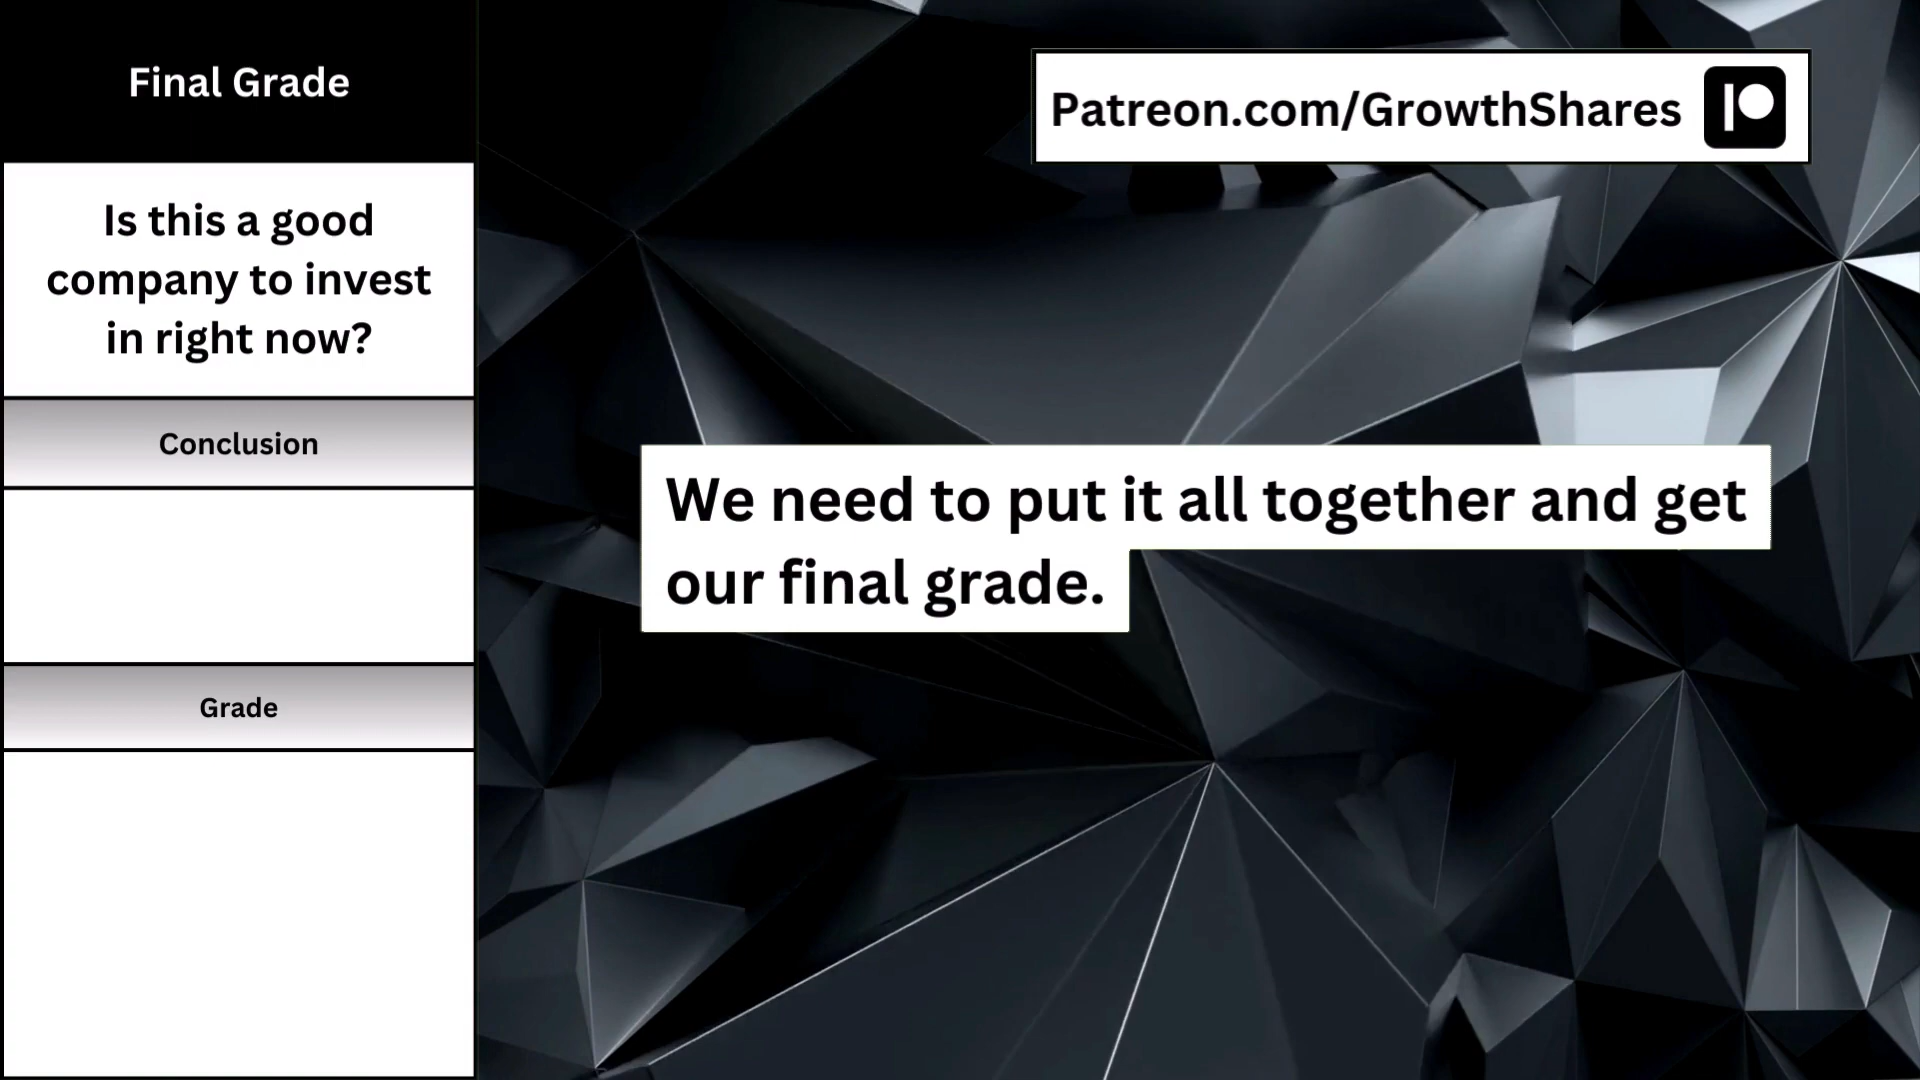 Final Grade
Is this a good
company to invest
in right now?
Conclusion
Grade
Patreon.com/GrowthShares
We need to put it all together and get
our final grade.